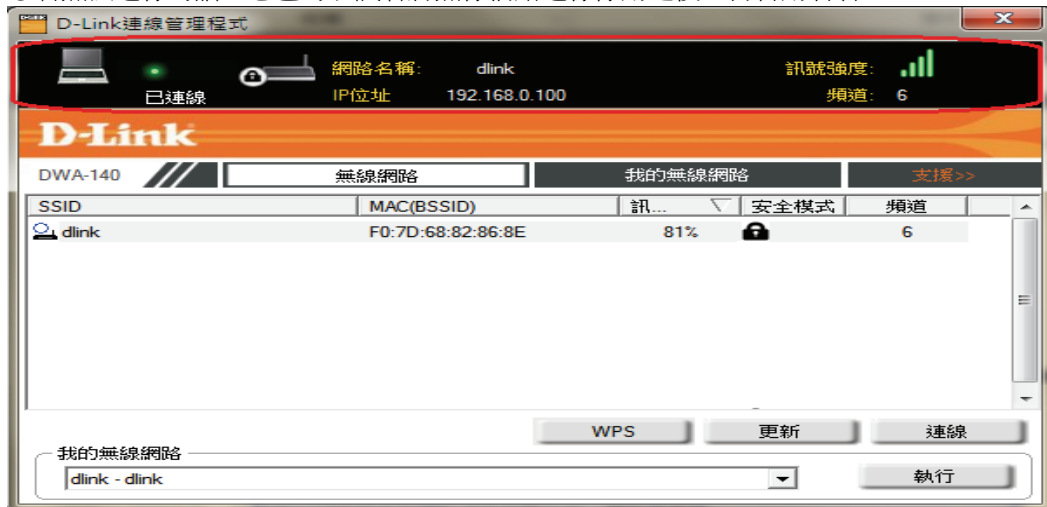 D-Link連線管理程式
網路名稱: dlink 訊號強度:
已連線 IP位址 192.168.0.100 頻道: 6
D-Link
DWA-140 無線網路 我的無線網路 支援>>
SSID MAC(BSSID) 訊... 安全模式 頻道
dlink F0:7D:68:82:86:8E 81% 6
WPS 更新 連線
我的無線網路
dlink - dlink 執行